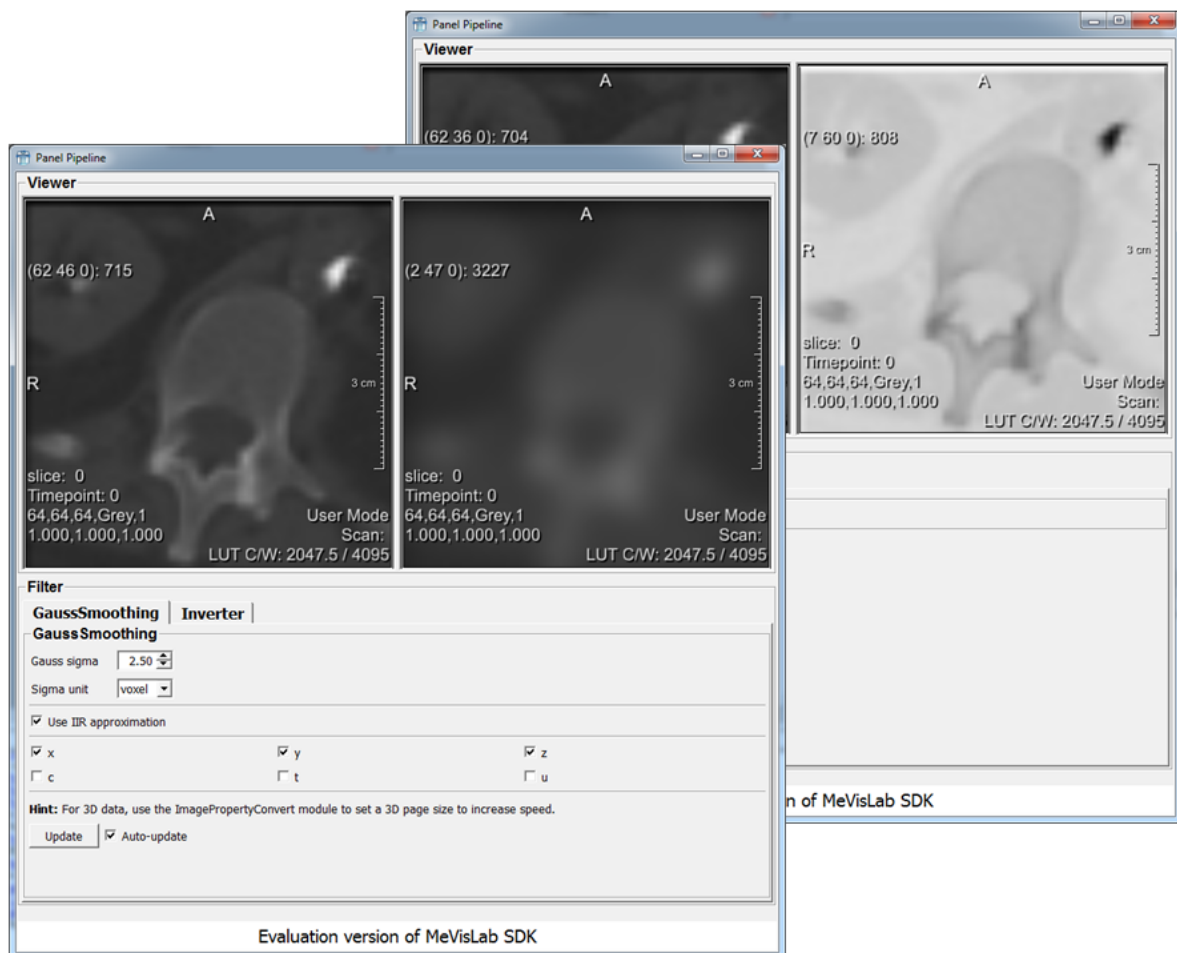 Panel Pipeline
Viewer
A
(62 36 0): 704
A
(7 60 0): 808
R
3 cm
slice: 0
Timepoint: 0
64,64,64,Grey,1
1.000,1.000,1.000
User Mode
Scan:
LUT C/W: 2047.5 / 4095
n of MeVisLab SDK
Panel Pipeline
Viewer
A
(62 46 0): 715
R
3 cm
slice: 0
Timepoint: 0
64,64,64,Grey,1
1.000,1.000,1.000
User Mode
Scan:
LUT C/W: 2047.5 / 4095
A
(2 47 0): 3227
R
3 cm
slice: 0
Timepoint: 0
64,64,64,Grey,1
1.000,1.000,1.000
User Mode
Scan:
LUT C/W: 2047.5 / 4095
Filter
GaussSmoothing Inverter
GaussSmoothing
Gauss sigma 2.50
Sigma unit voxel
Use IIR approximation
x y z
c t u
Hint: For 3D data, use the ImagePropertyConvert module to set a 3D page size to increase speed.
Update Auto-update
Evaluation version of MeVisLab SDK